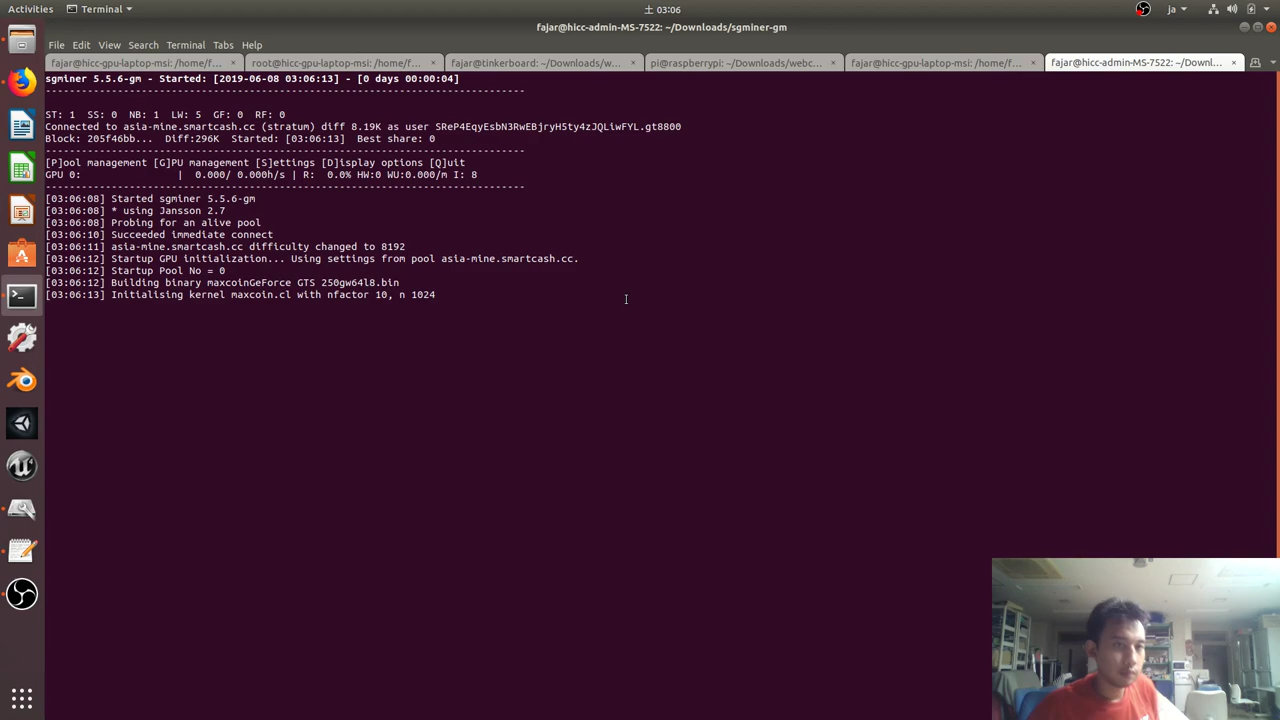 Activities Terminal 土 03:06 ja
fajar@hicc-admin-MS-7522: ~/Downloads/sgminer-gm
File Edit View Search Terminal Tabs Help
fajar@hicc-gpu-laptop-msi: /home/f... × root@hicc-gpu-laptop-msi: /home/f... × fajar@tinkerboard: ~/Downloads/w... × pi@raspberrypi: ~/Downloads/webc... × fajar@hicc-gpu-laptop-msi: /home/f... × fajar@hicc-admin-MS-7522: ~/Downl... ×
sgminer 5.5.6-gm - Started: [2019-06-08 03:06:13] - [0 days 00:00:04]
--------------------------------------------------------------------------------
ST: 1 SS: 0 NB: 1 LW: 5 GF: 0 RF: 0
Connected to asia-mine.smartcash.cc (stratum) diff 8.19K as user SReR4EqyEsbN3RwEBjryH5ty4zJQLiwFYL.gt8800
Block: 205f46bb... Diff:296K Started: [03:06:13] Best share: 0
--------------------------------------------------------------------------------
[P]ool management [G]PU management [S]ettings [D]isplay options [Q]uit
GPU 0: | 0.000/ 0.000h/s | R: 0.0% HW:0 WU:0.000/m I: 8
--------------------------------------------------------------------------------
[03:06:08] Started sgminer 5.5.6-gm
[03:06:08] * using Jansson 2.7
[03:06:08] Probing for an alive pool
[03:06:10] Succeeded immediate connect
[03:06:11] asia-mine.smartcash.cc difficulty changed to 8192
[03:06:12] Startup GPU initialization... Using settings from pool asia-mine.smartcash.cc.
[03:06:12] Startup Pool No = 0
[03:06:12] Building binary maxcoinGeForce GTS 250gw64l8.bin
[03:06:13] Initialising kernel maxcoin.cl with nfactor 10, n 1024